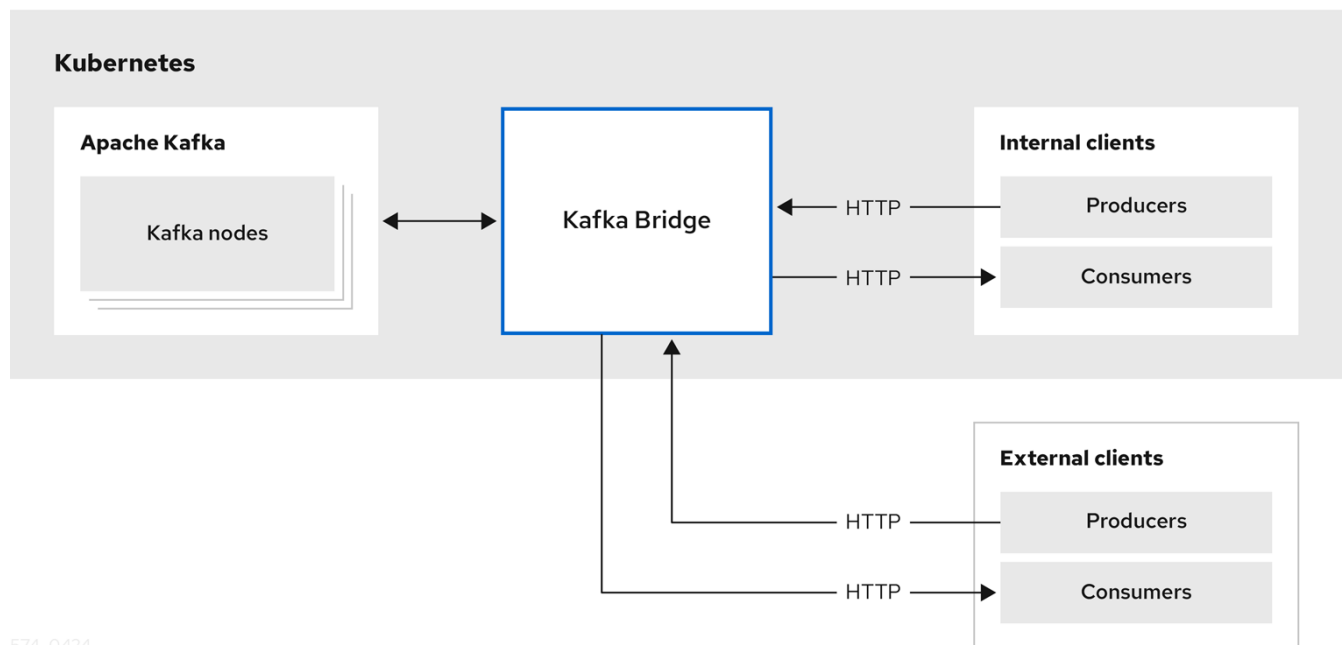 Kubernetes
Apache Kafka
Kafka nodes
Kafka Bridge
Internal clients
HTTP
Producers
HTTP
Consumers
External clients
HTTP
Producers
HTTP
Consumers